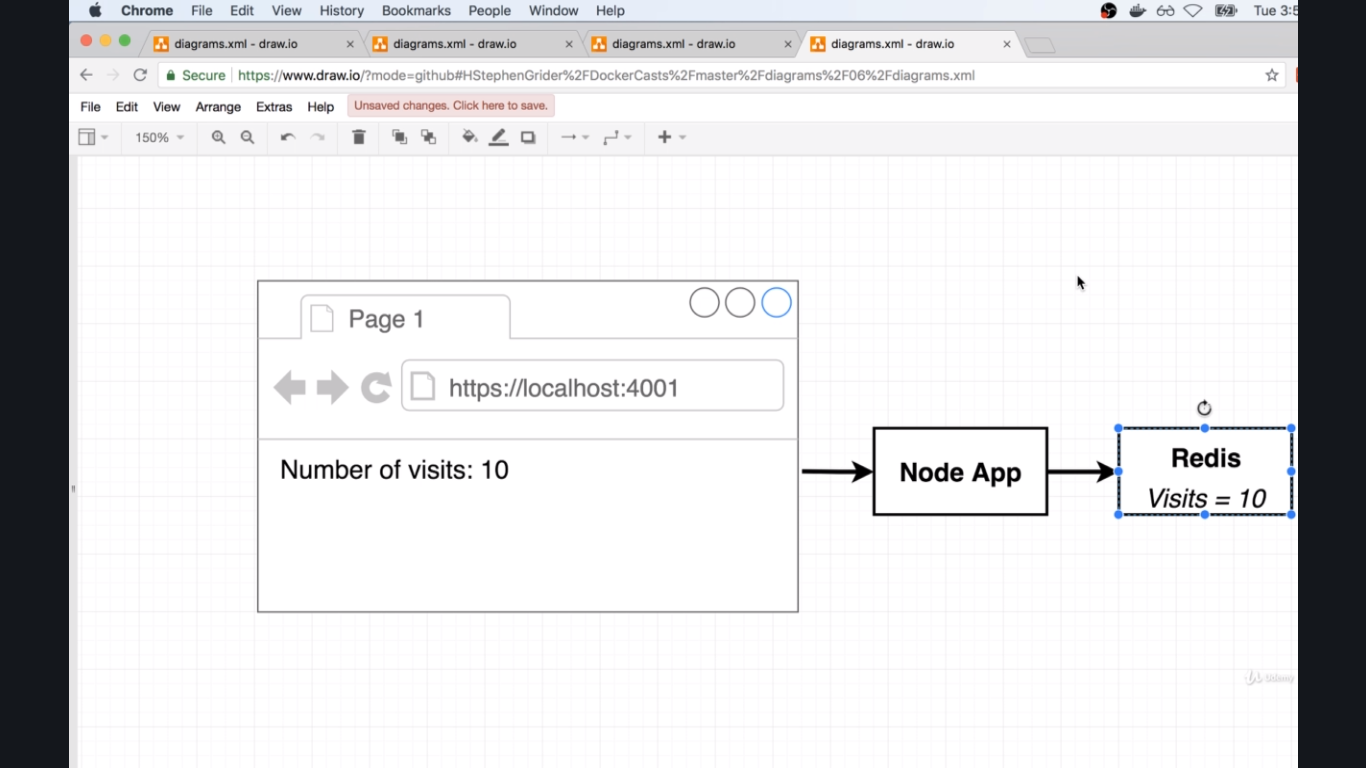 Chrome File Edit View History Bookmarks People Window Help Tue 3:5
diagrams.xml - draw.io diagrams.xml - draw.io diagrams.xml - draw.io diagrams.xml - draw.io
Secure https://www.draw.io/?mode=github#HStephenGrider%2FDockerCasts%2Fmaster%2Fdiagrams%2F06%2Fdiagrams.xml
File Edit View Arrange Extras Help Unsaved changes. Click here to save.
150%
Page 1
https://localhost:4001
Number of visits: 10
Node App
Redis
Visits = 10
Udemy